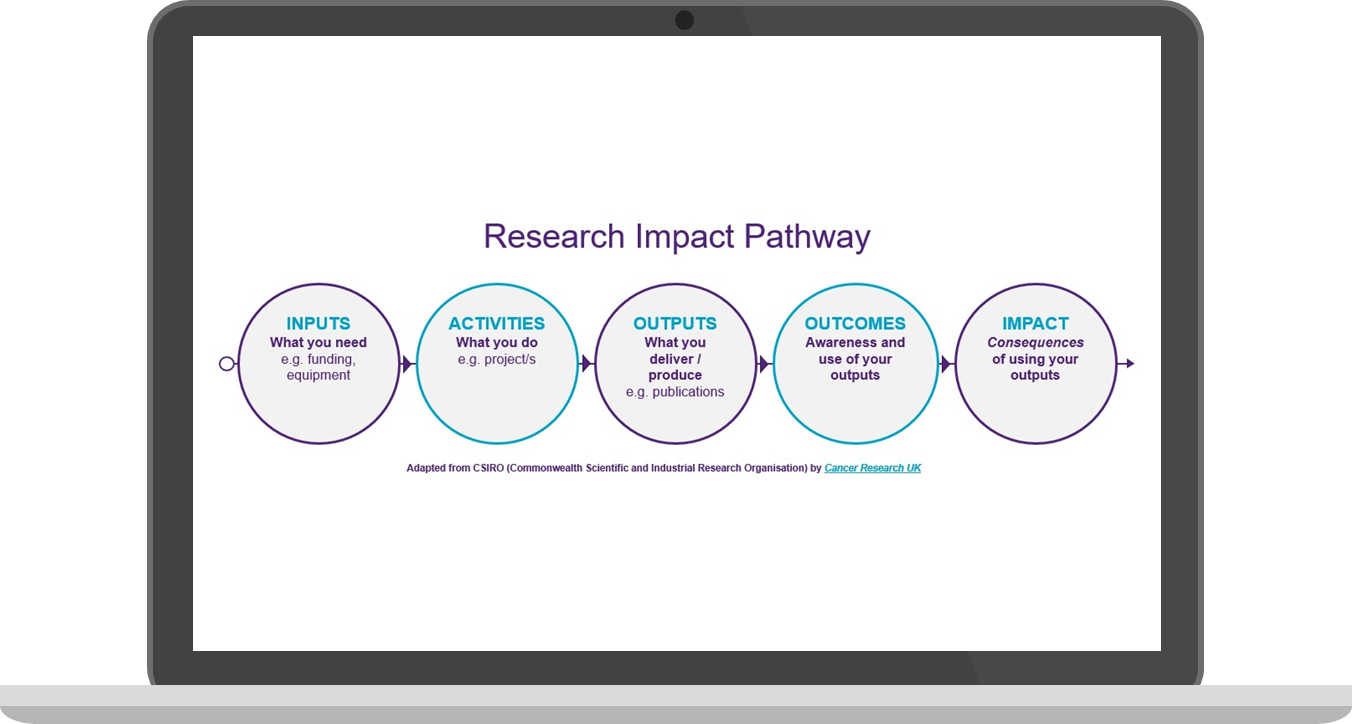 Research Impact Pathway
INPUTS
What you need
e.g. funding,
equipment
ACTIVITIES
What you do
e.g. project/s
OUTPUTS
What you
deliver /
produce
e.g. publications
OUTCOMES
Awareness and
use of your
outputs
IMPACT
Consequences
of using your
outputs
Adapted from CSIRO (Commonwealth Scientific and Industrial Research Organisation) by Cancer Research UK